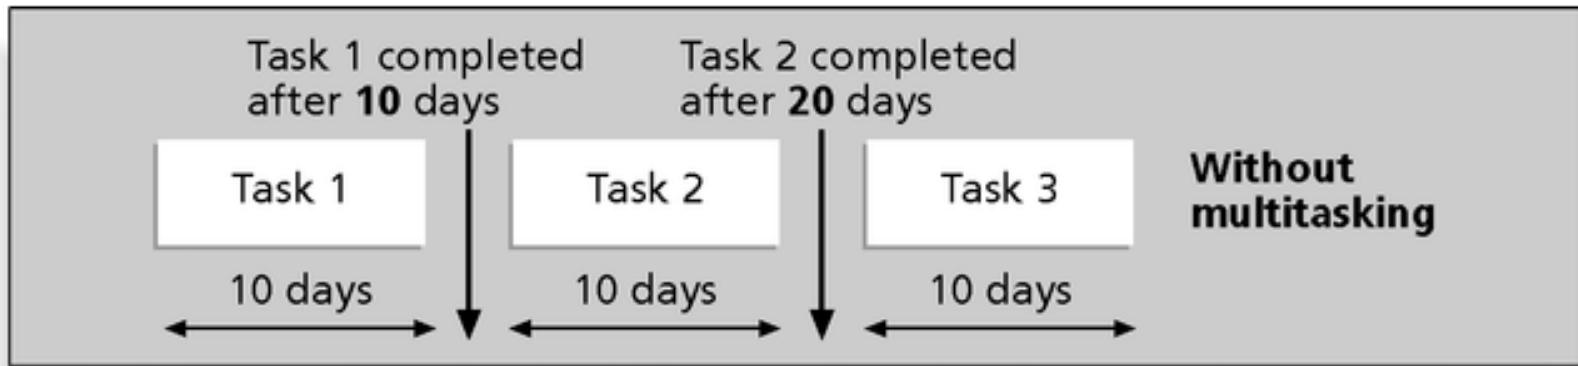 Task 1 completed
after 10 days
Task 2 completed
after 20 days
Task 1
Task 2
Task 3
Without
multitasking
10 days
10 days
10 days